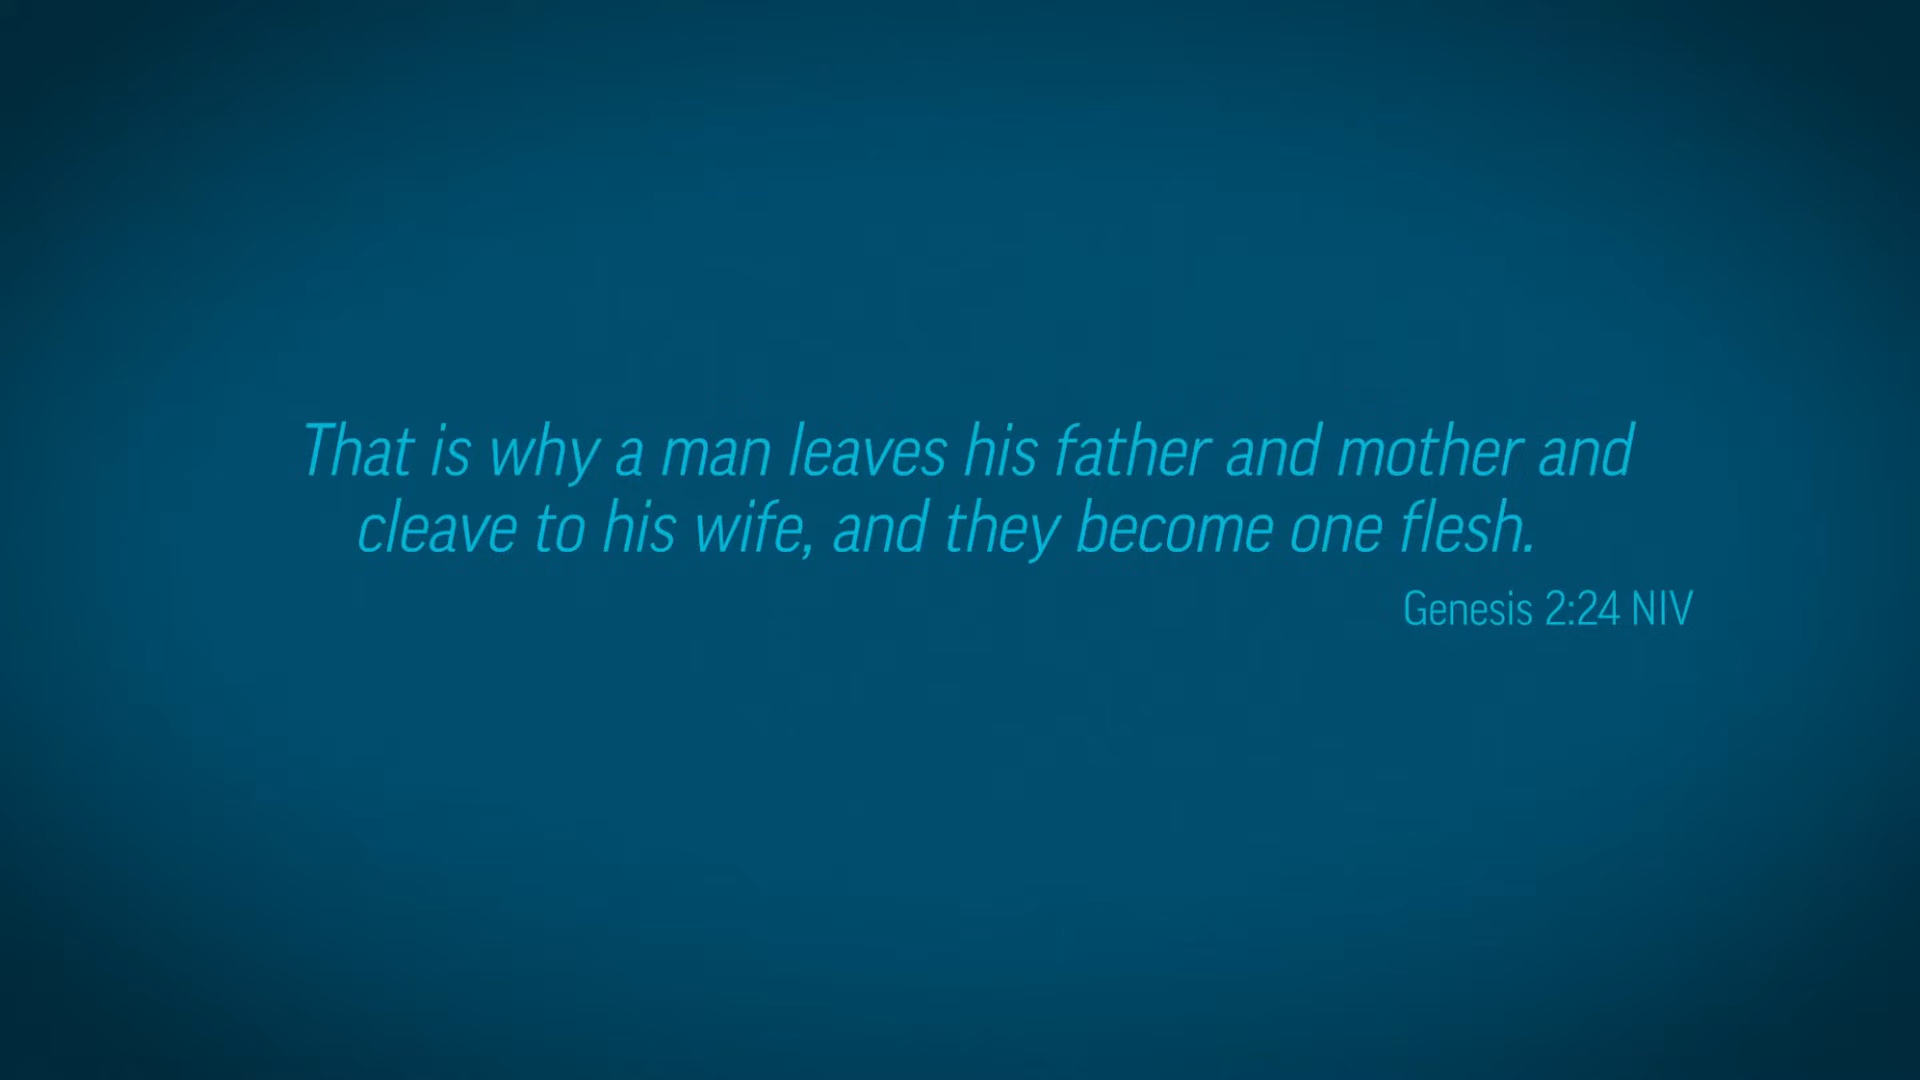 That is why a man leaves his father and mother and
cleave to his wife, and they become one flesh.
Genesis 2:24 NIV